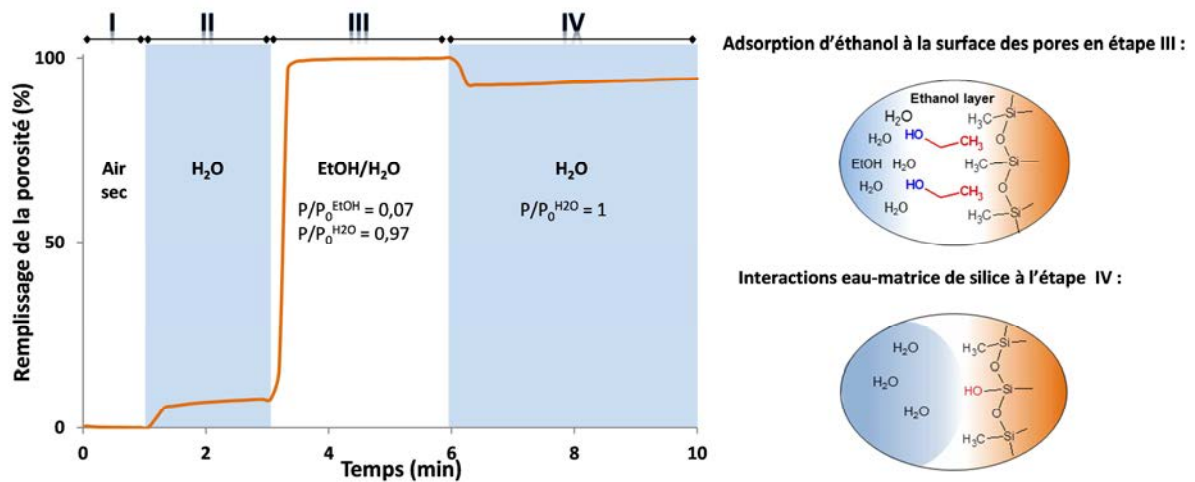 I II III IV
Remplissage de la porosité (%)
100
50
0
Air
sec
H₂O
EtOH/H₂O
P/P₀ᴱᵗᴼᴴ = 0,07
P/P₀ᴴ²ᴼ = 0,97
H₂O
P/P₀ᴴ²ᴼ = 1
0 2 4 6 8 10
Temps (min)
Adsorption d’éthanol à la surface des pores en étape III :
Ethanol layer
H₂O
H₂O
HO
CH₃
EtOH H₂O
H₂O
HO
CH₃
H₂O
Si
H₃C
O
Si
H₃C
O
Si
H₃C
Interactions eau-matrice de silice à l’étape IV :
H₂O
H₂O
H₂O
Si
H₃C
O
HO
Si
O
Si
H₃C